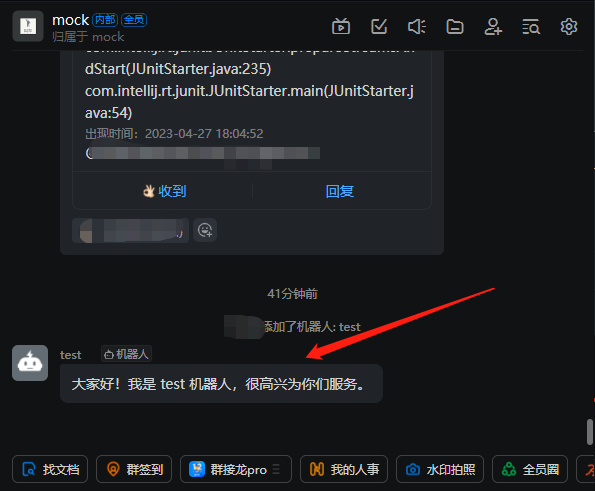 mock 内部 全员
归属于 mock
dStart(JUnitStarter.java:235)
com.intellij.rt.junit.JUnitStarter.main(JUnitStarter.j
ava:54)
出现时间：2023-04-27 18:04:52
收到
回复
41分钟前
添加了机器人: test
test 机器人
大家好！我是 test 机器人，很高兴为你们服务。
找文档
群签到
群接龙pro
我的人事
水印拍照
全员圈